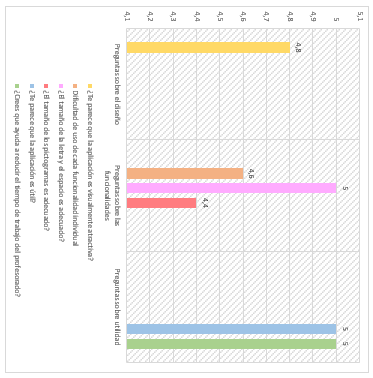 5,1
5
4,9
4,8
4,7
4,6
4,5
4,4
4,3
4,2
4,1
4,8
4,6
5
4,4
5
5
Preguntas sobre el diseño
Preguntas sobre las
funcionalidades
Preguntas sobre utilidad
¿Te parece que la aplicación es visualmente atractiva?
Dificultad de uso de cada funcionalidad individual
¿El tamaño de la letra y el espacio es adecuado?
¿El tamaño de los pictogramas es adecuado?
¿Te parece que la aplicación es útil?
¿Crees que ayuda a reducir el tiempo de trabajo del profesorado?